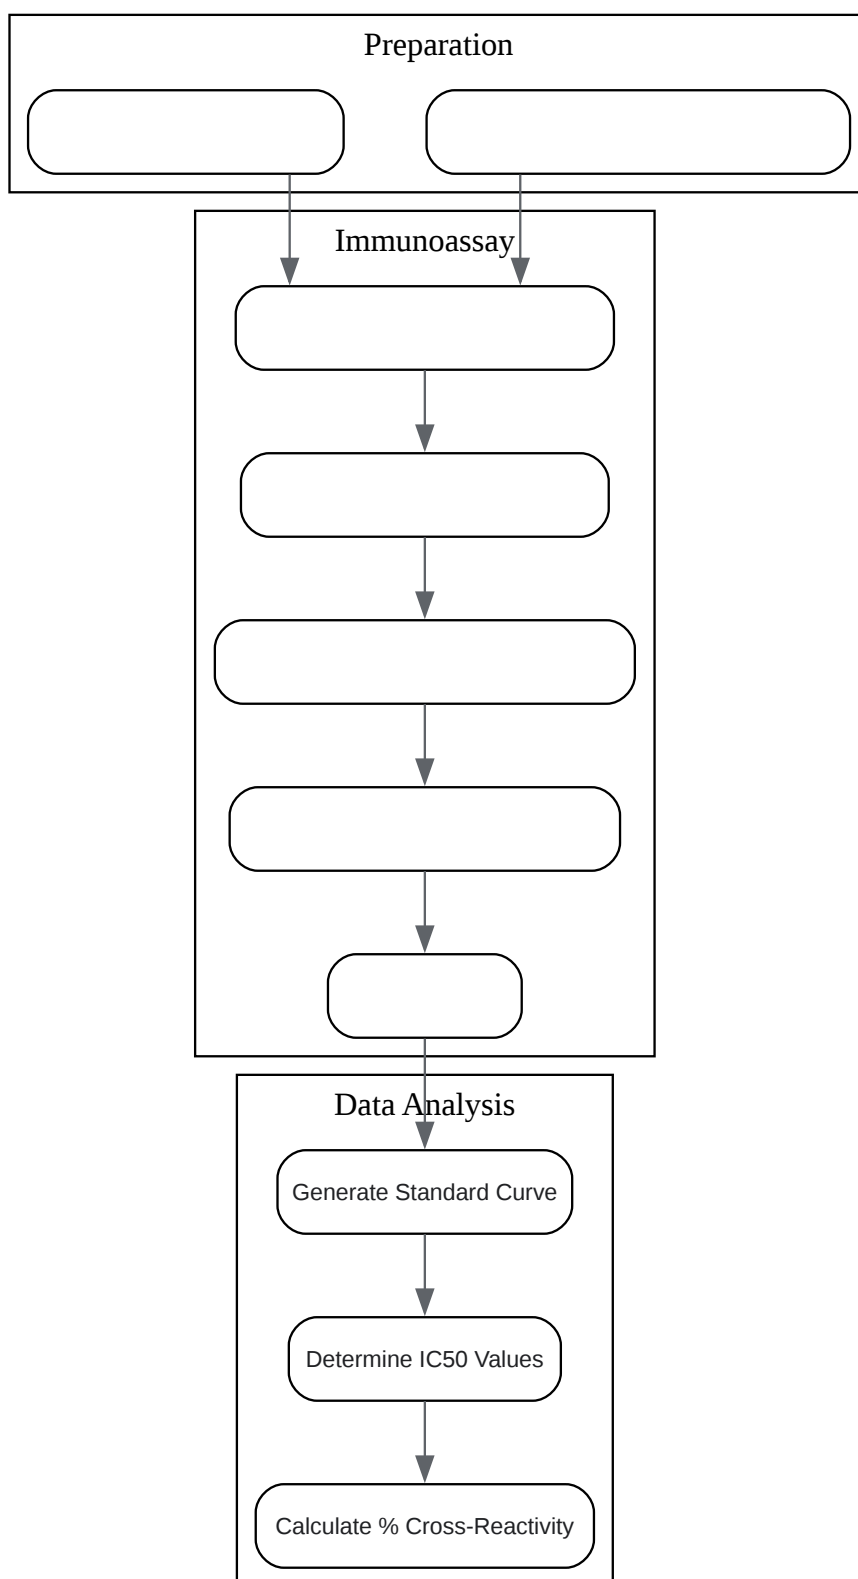 Preparation
Immunoassay
Data Analysis
Generate Standard Curve
Determine IC50 Values
Calculate % Cross-Reactivity